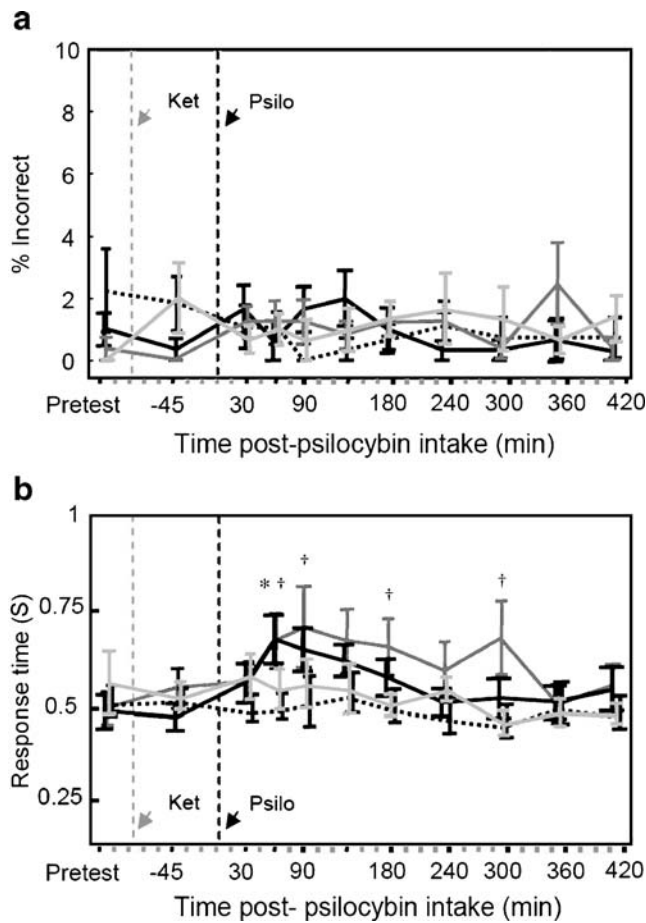 a
10
Ket
Psilo
8
6
4
2
0
% Incorrect
Pretest -45 30 90 180 240 300 360 420
Time post-psilocybin intake (min)
b
1
* † † † †
0.75
0.5
0.25
Response time (S)
Ket
Psilo
Pretest -45 30 90 180 240 300 360 420
Time post- psilocybin intake (min)